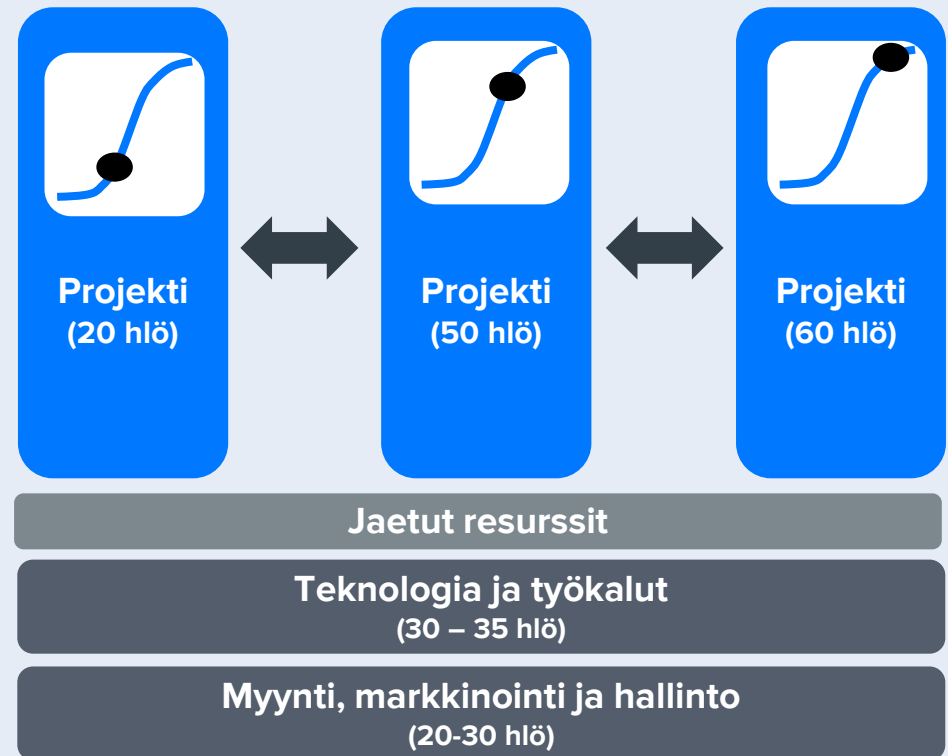 Projekti
(20 hlö)
Projekti
(50 hlö)
Projekti
(60 hlö)
Jaetut resurssit
Teknologia ja työkalut
(30 – 35 hlö)
Myynti, markkinointi ja hallinto
(20-30 hlö)